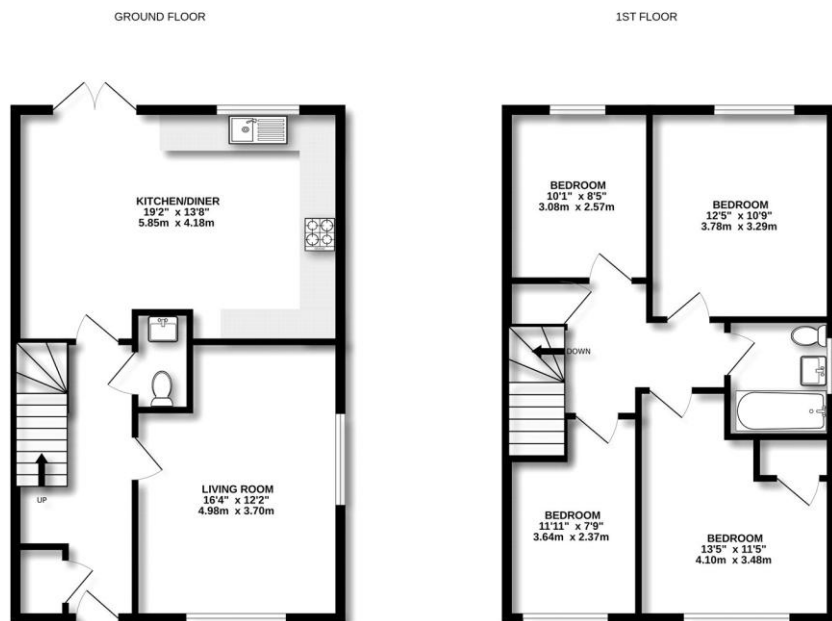 GROUND FLOOR
1ST FLOOR
KITCHEN/DINER
19'2" x 13'8"
5.85m x 4.18m
UP
LIVING ROOM
16'4" x 12'2"
4.98m x 3.70m
BEDROOM
10'1" x 8'5"
3.08m x 2.57m
BEDROOM
12'5" x 10'9"
3.78m x 3.29m
DOWN
BEDROOM
11'11" x 7'9"
3.64m x 2.37m
BEDROOM
13'5" x 11'5"
4.10m x 3.48m